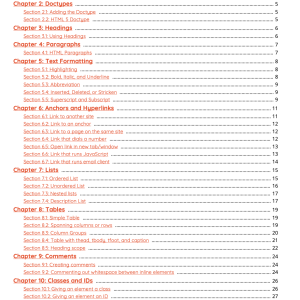 Chapter 2: Doctypes 5
Section 2.1: Adding the Doctype 5
Section 2.2: HTML 5 Doctype 5
Chapter 3: Headings 6
Section 3.1: Using Headings 6
Chapter 4: Paragraphs 7
Section 4.1: HTML Paragraphs 7
Chapter 5: Text Formatting 8
Section 5.1: Highlighting 8
Section 5.2: Bold, Italic, and Underline 8
Section 5.3: Abbreviation 9
Section 5.4: Inserted, Deleted, or Stricken 9
Section 5.5: Superscript and Subscript 9
Chapter 6: Anchors and Hyperlinks 11
Section 6.1: Link to another site 11
Section 6.2: Link to an anchor 12
Section 6.3: Link to a page on the same site 12
Section 6.4: Link that dials a number 12
Section 6.5: Open link in new tab/window 13
Section 6.6: Link that runs JavaScript 13
Section 6.7: Link that runs email client 14
Chapter 7: Lists 15
Section 7.1: Ordered List 15
Section 7.2: Unordered List 16
Section 7.3: Nested lists 17
Section 7.4: Description List 17
Chapter 8: Tables 19
Section 8.1: Simple Table 19
Section 8.2: Spanning columns or rows 19
Section 8.3: Column Groups 20
Section 8.4: Table with thead, tbody, tfoot, and caption 21
Section 8.5: Heading scope 22
Chapter 9: Comments 24
Section 9.1: Creating comments 24
Section 9.2: Commenting out whitespace between inline elements 24
Chapter 10: Classes and IDs 26
Section 10.1: Giving an element a class 26
Section 10.2: Giving an element an ID 27